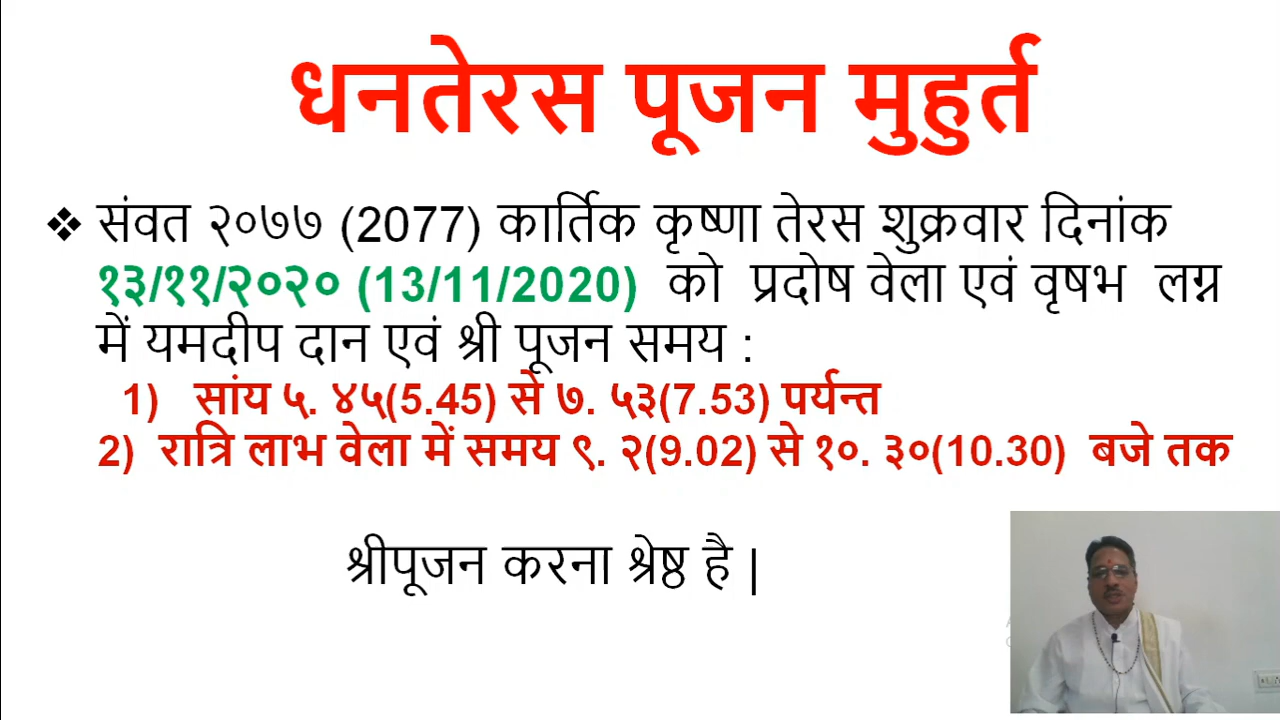 धनतेरस पूजन मुहुर्त
❖ संवत २०७७ (2077) कार्तिक कृष्णा तेरस शुक्रवार दिनांक
१३/११/२०२० (13/11/2020) को प्रदोष वेला एवं वृषभ लग्न
में यमदीप दान एवं श्री पूजन समय :
1) सांय ५. ४५(5.45) से ७. ५३(7.53) पर्यन्त
2) रात्रि लाभ वेला में समय ९. २(9.02) से १०. ३०(10.30) बजे तक
श्रीपूजन करना श्रेष्ठ है |